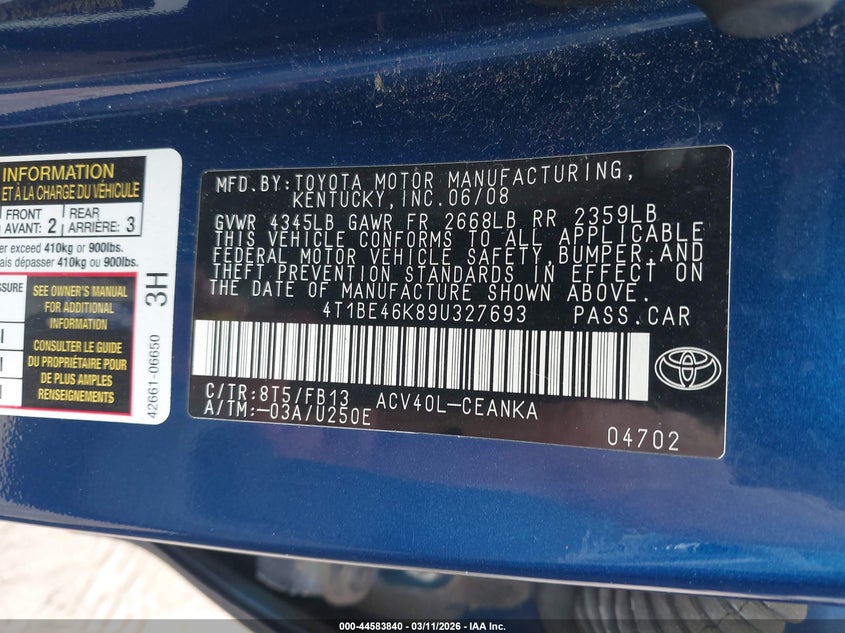 INFORMATION
ET À LA CHARGE DU VÉHICULE
FRONT
AVANT: 2
REAR
ARRIÈRE: 3
er exceed 410kg or 900lbs.
ais dépasser 410 kg ou 900lbs.
SEE OWNER'S MANUAL
FOR ADDITIONAL
INFORMATION
CONSULTER LE GUIDE
DU PROPRIÉTAIRE POUR
DE PLUS AMPLES
RENSEIGNEMENTS
3H
42661-06650
MFD.BY:TOYOTA MOTOR MANUFACTURING,
KENTUCKY,INC.06/08
GVWR 4345LB GAWR FR 2668LB RR 2359LB
THIS VEHICLE CONFORMS TO ALL APPLICABLE
FEDERAL MOTOR VEHICLE SAFETY,BUMPER,AND
THEFT PREVENTION STANDARDS IN EFFECT ON
THE DATE OF MANUFACTURE SHOWN ABOVE.
4T1BE46K89U327693 PASS.CAR
C/TR:8T5/FB13 ACV40L-CEANKA
A/TM:-03A/U250E
04702
000-44583840 - 03/11/2026 - IAA Inc.